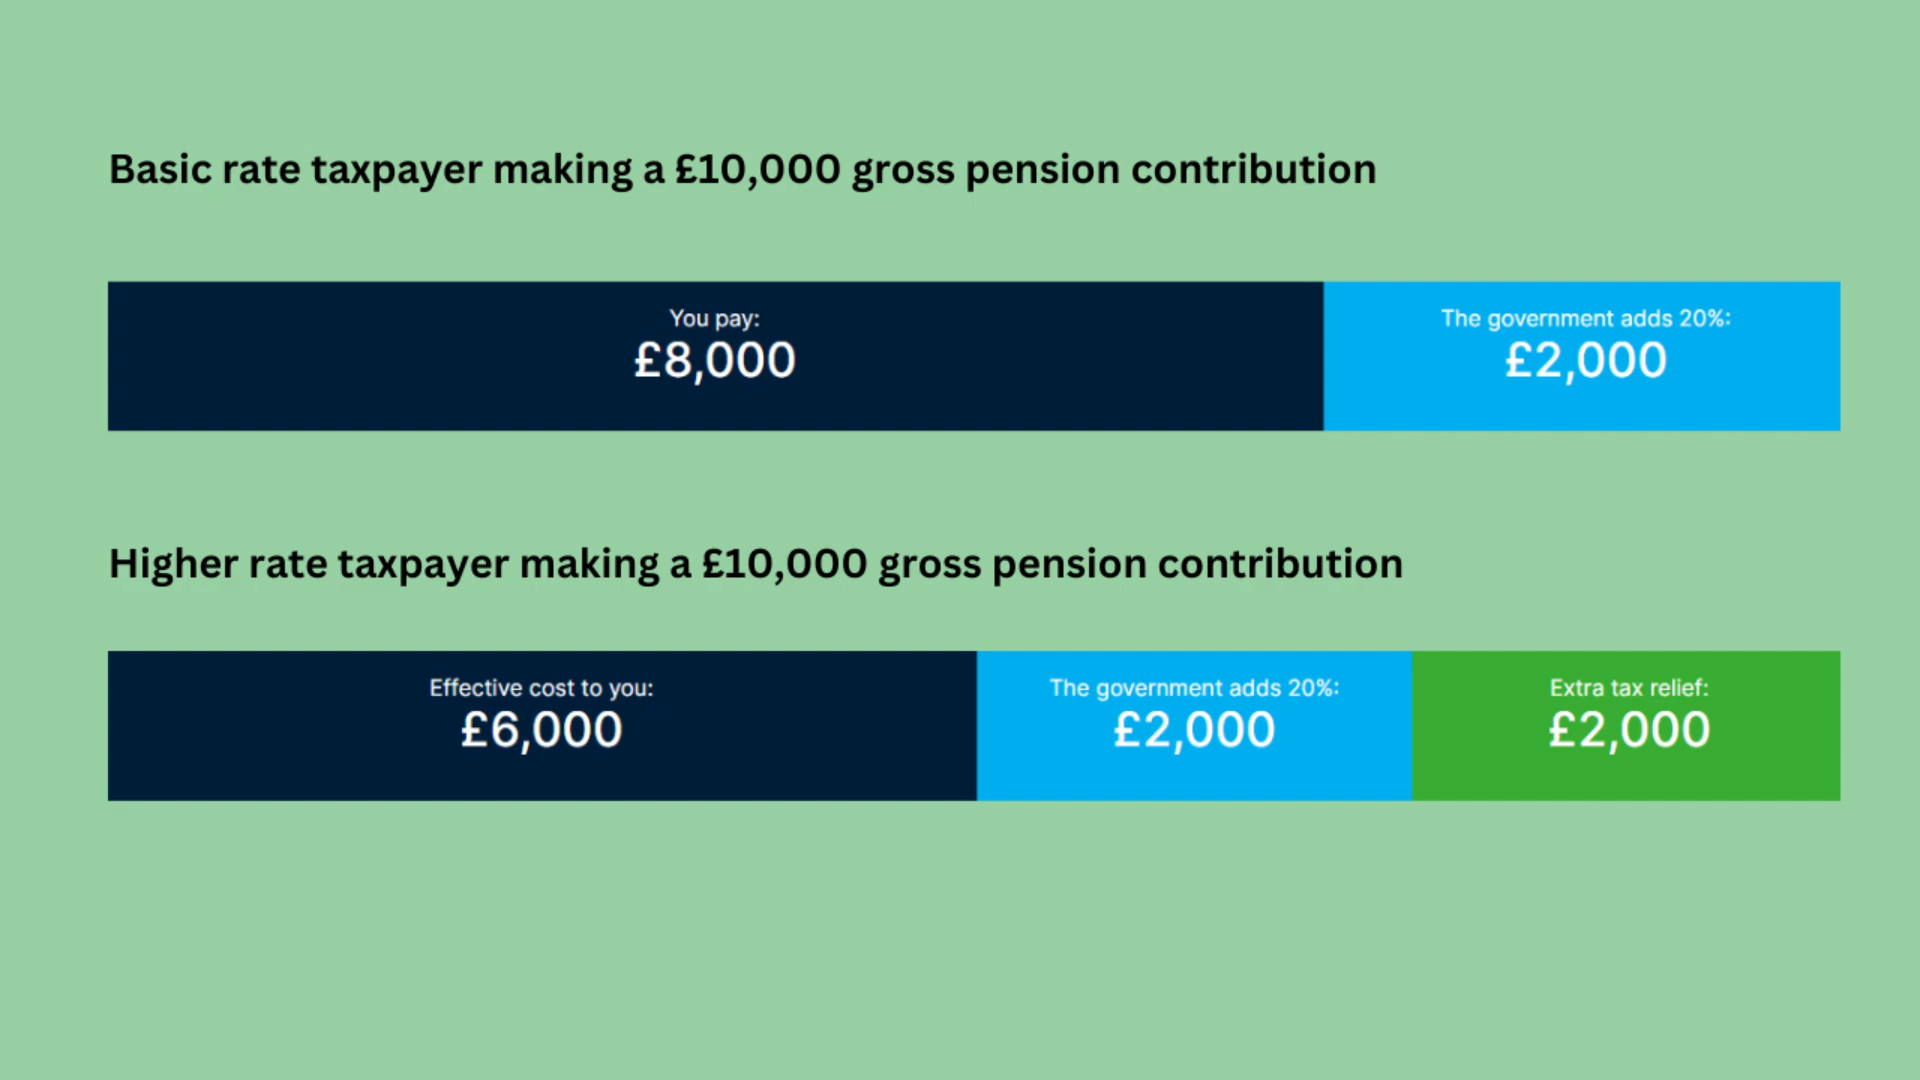 Basic rate taxpayer making a £10,000 gross pension contribution
You pay:
£8,000
The government adds 20%:
£2,000
Higher rate taxpayer making a £10,000 gross pension contribution
Effective cost to you:
£6,000
The government adds 20%:
£2,000
Extra tax relief:
£2,000